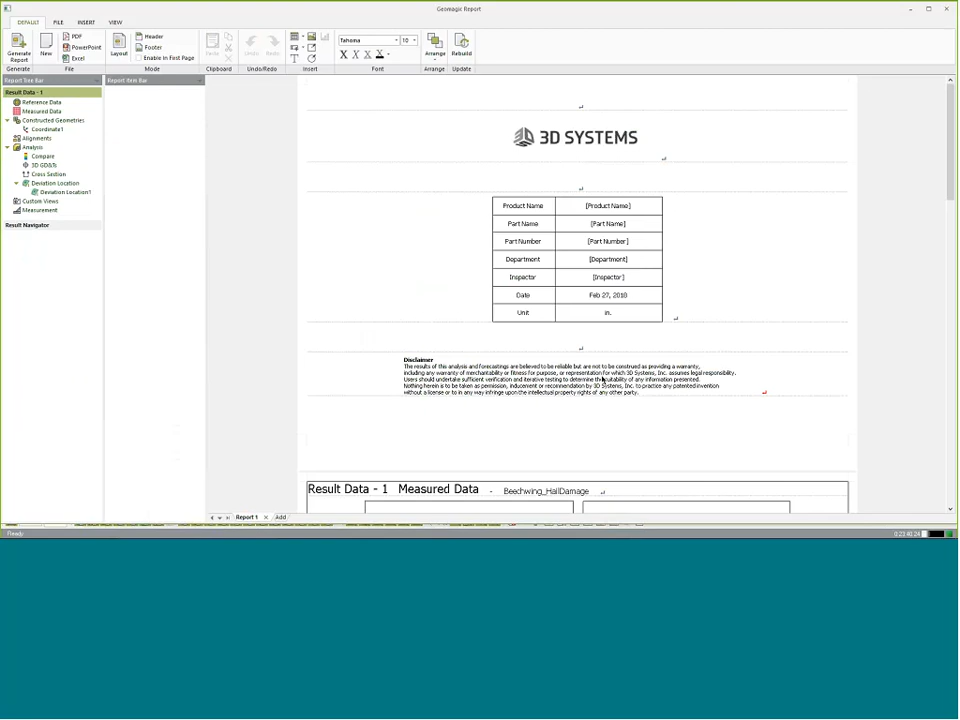 Geomagic Report
DEFAULT FILE INSERT VIEW
PDF
PowerPoint
Excel
Generate Report
New
Layout
Header
Footer
Enable in First Page
Paste
Undo Redo
Tahoma 10
X X X A
Arrange
Rebuild
Generate File Mode Clipboard Undo/Redo Insert Font Arrange Update
Report Tree Bar
Report Item Bar
Result Data - 1
Reference Data
Measured Data
Constructed Geometries
Coordinate1
Alignments
Analysis
Compare
3D GD&Ts
Cross Section
Deviation Location
Deviation Location1
Custom Views
Measurement
Result Navigator
3D SYSTEMS
Product Name [Product Name]
Part Name [Part Name]
Part Number [Part Number]
Department [Department]
Inspector [Inspector]
Date Feb 27, 2018
Unit in.
Disclaimer
The results of this analysis and forecastings are believed to be reliable but are not to be construed as providing a warranty,
including any warranty of merchantability or fitness for purpose, or representation for which 3D Systems, Inc. assumes legal responsibility.
Users should undertake sufficient verification and iterative testing to determine the suitability of any information presented.
Nothing herein is to be taken as permission, inducement or recommendation by 3D Systems, Inc. to practice any patented invention
without a license or to in any way infringe upon the intellectual property rights of any other party.
Result Data - 1 Measured Data - Beechwing_HailDamage
Report 1 Add
Ready